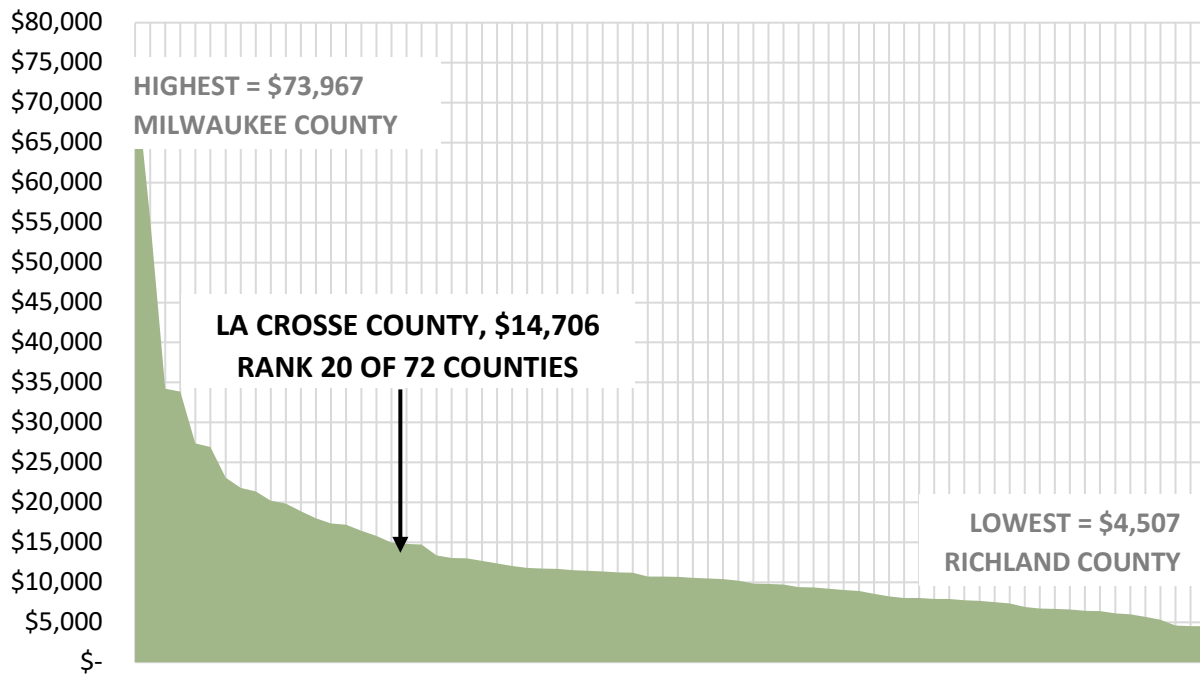 $80,000
$75,000
$70,000
$65,000
$60,000
$55,000
$50,000
$45,000
$40,000
$35,000
$30,000
$25,000
$20,000
$15,000
$10,000
$5,000
$-
HIGHEST = $73,967
MILWAUKEE COUNTY
LA CROSSE COUNTY, $14,706
RANK 20 OF 72 COUNTIES
LOWEST = $4,507
RICHLAND COUNTY